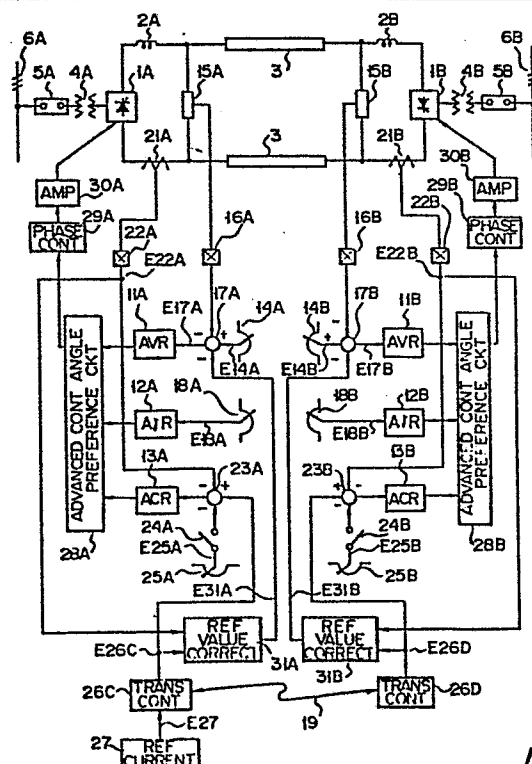 6A
5A
4A
2A
1A
15A
3
15B
2B
1B
4B
6B
5B
21A
3
21B
AMP
30A
30B
AMP
PHASE
CONT
29A
29B
PHASE
CONT
22A
E22A
16A
16B
22B
E22B
11A
17A
E17A
14A
14B
17B
11B
AVR
E14A
E14B
E17B
AVR
ADVANCED CONT ANGLE
PREFERENCE CKT
12A
18A
18B
12B
E18A
E18B
13A
ACR
23A
23B
13B
ACR
ADVANCED CONT ANGLE
PREFERENCE CKT
28A
24A
E25A
25A
E31A
24B
E25B
25B
E31B
28B
REF
VALUE
CORRECT
31A
REF
VALUE
CORRECT
31B
E26C
E26D
26C
TRANS
CONT
19
TRANS
CONT
26D
E27
27
REF
CURRENT